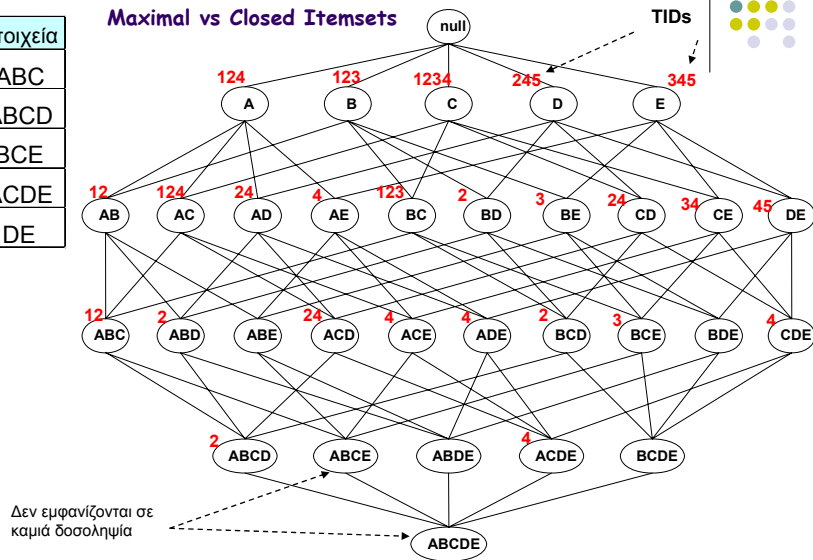 Maximal vs Closed Itemsets
TIDs
τοιχεία
ABC
ABCD
BCE
ACDE
DE
null
124
123
1234
245
345
A
B
C
D
E
12
124
24
4
123
2
3
24
34
45
AB
AC
AD
AE
BC
BD
BE
CD
CE
DE
12
2
24
4
4
2
3
4
ABC
ABD
ABE
ACD
ACE
ADE
BCD
BCE
BDE
CDE
2
4
ABCD
ABCE
ABDE
ACDE
BCDE
Δεν εμφανίζονται σε
καμιά δοσοληψία
ABCDE